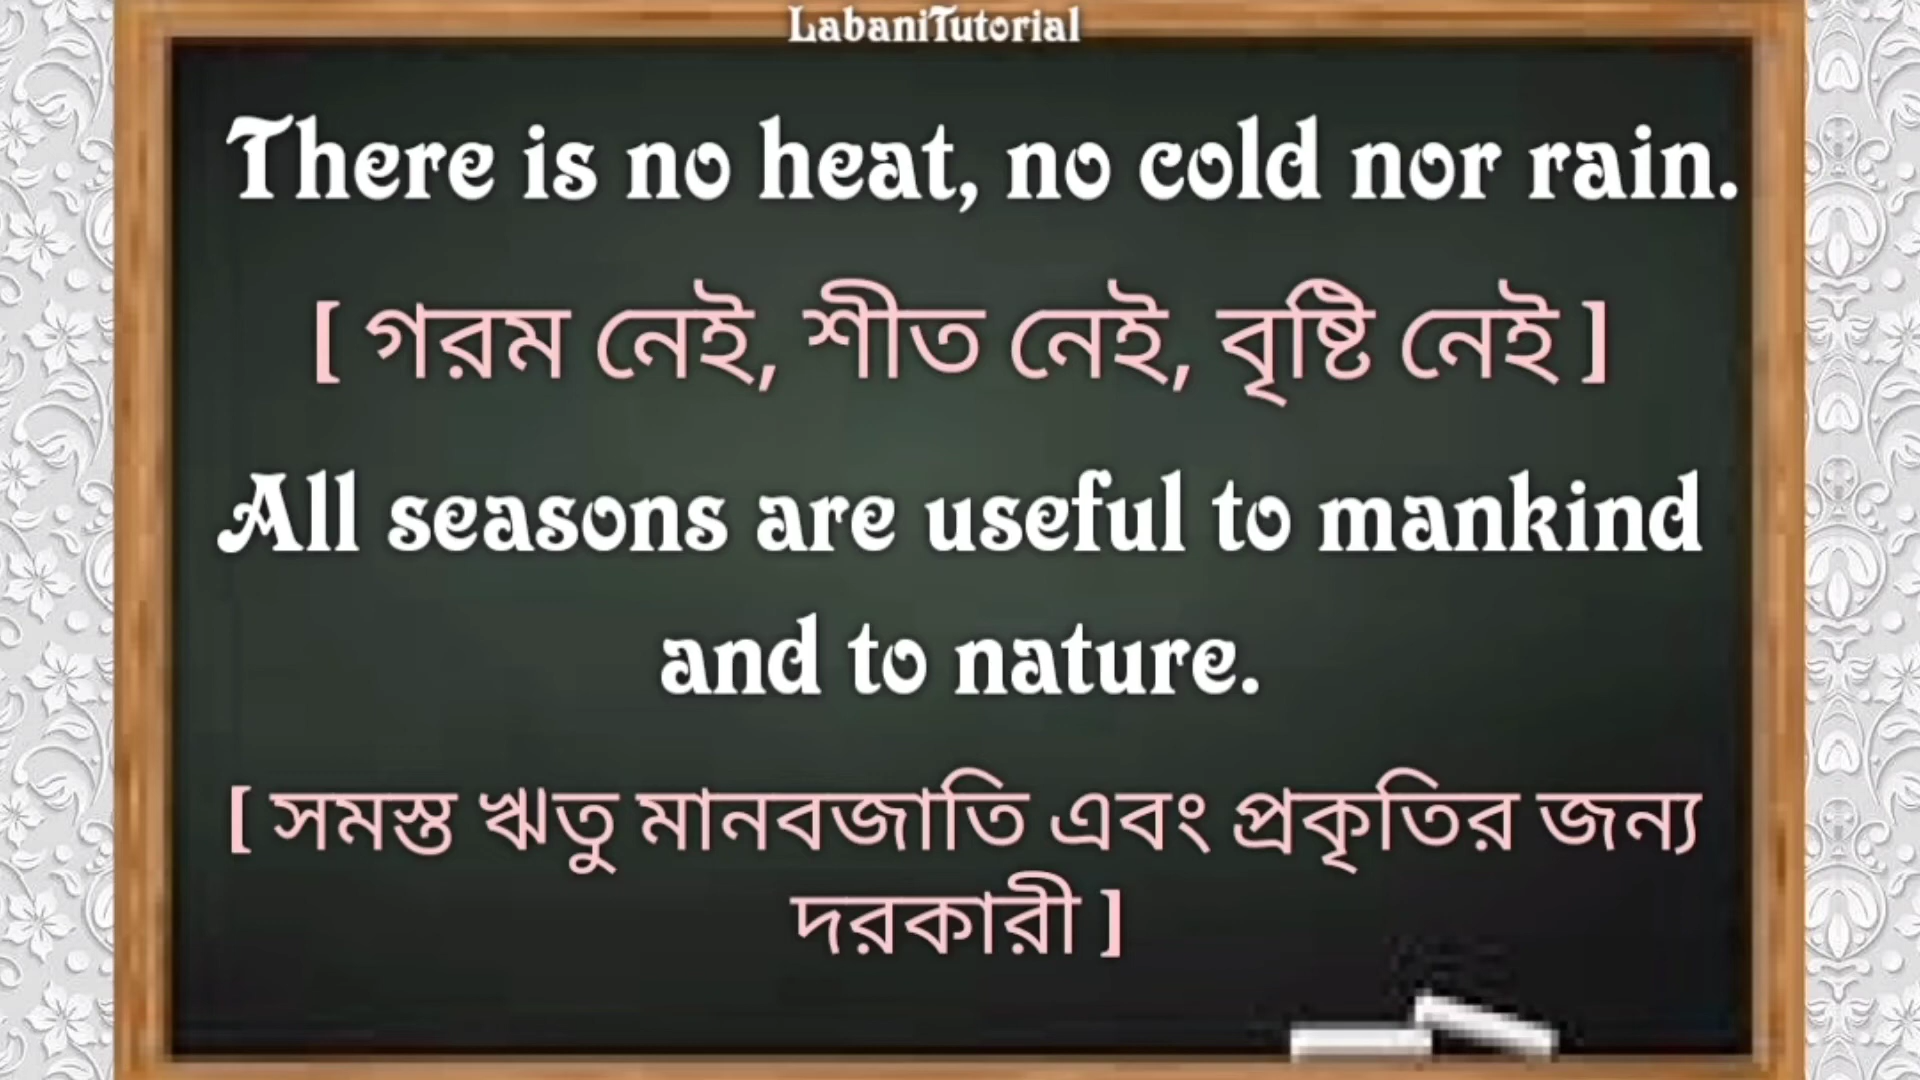 LabaniTutorial
There is no heat, no cold nor rain.
[ গরম নেই, শীত নেই, বৃষ্টি নেই ]
All seasons are useful to mankind
and to nature.
[ সমস্ত ঋতু মানবজাতি এবং প্রকৃতির জন্য
দরকারী ]